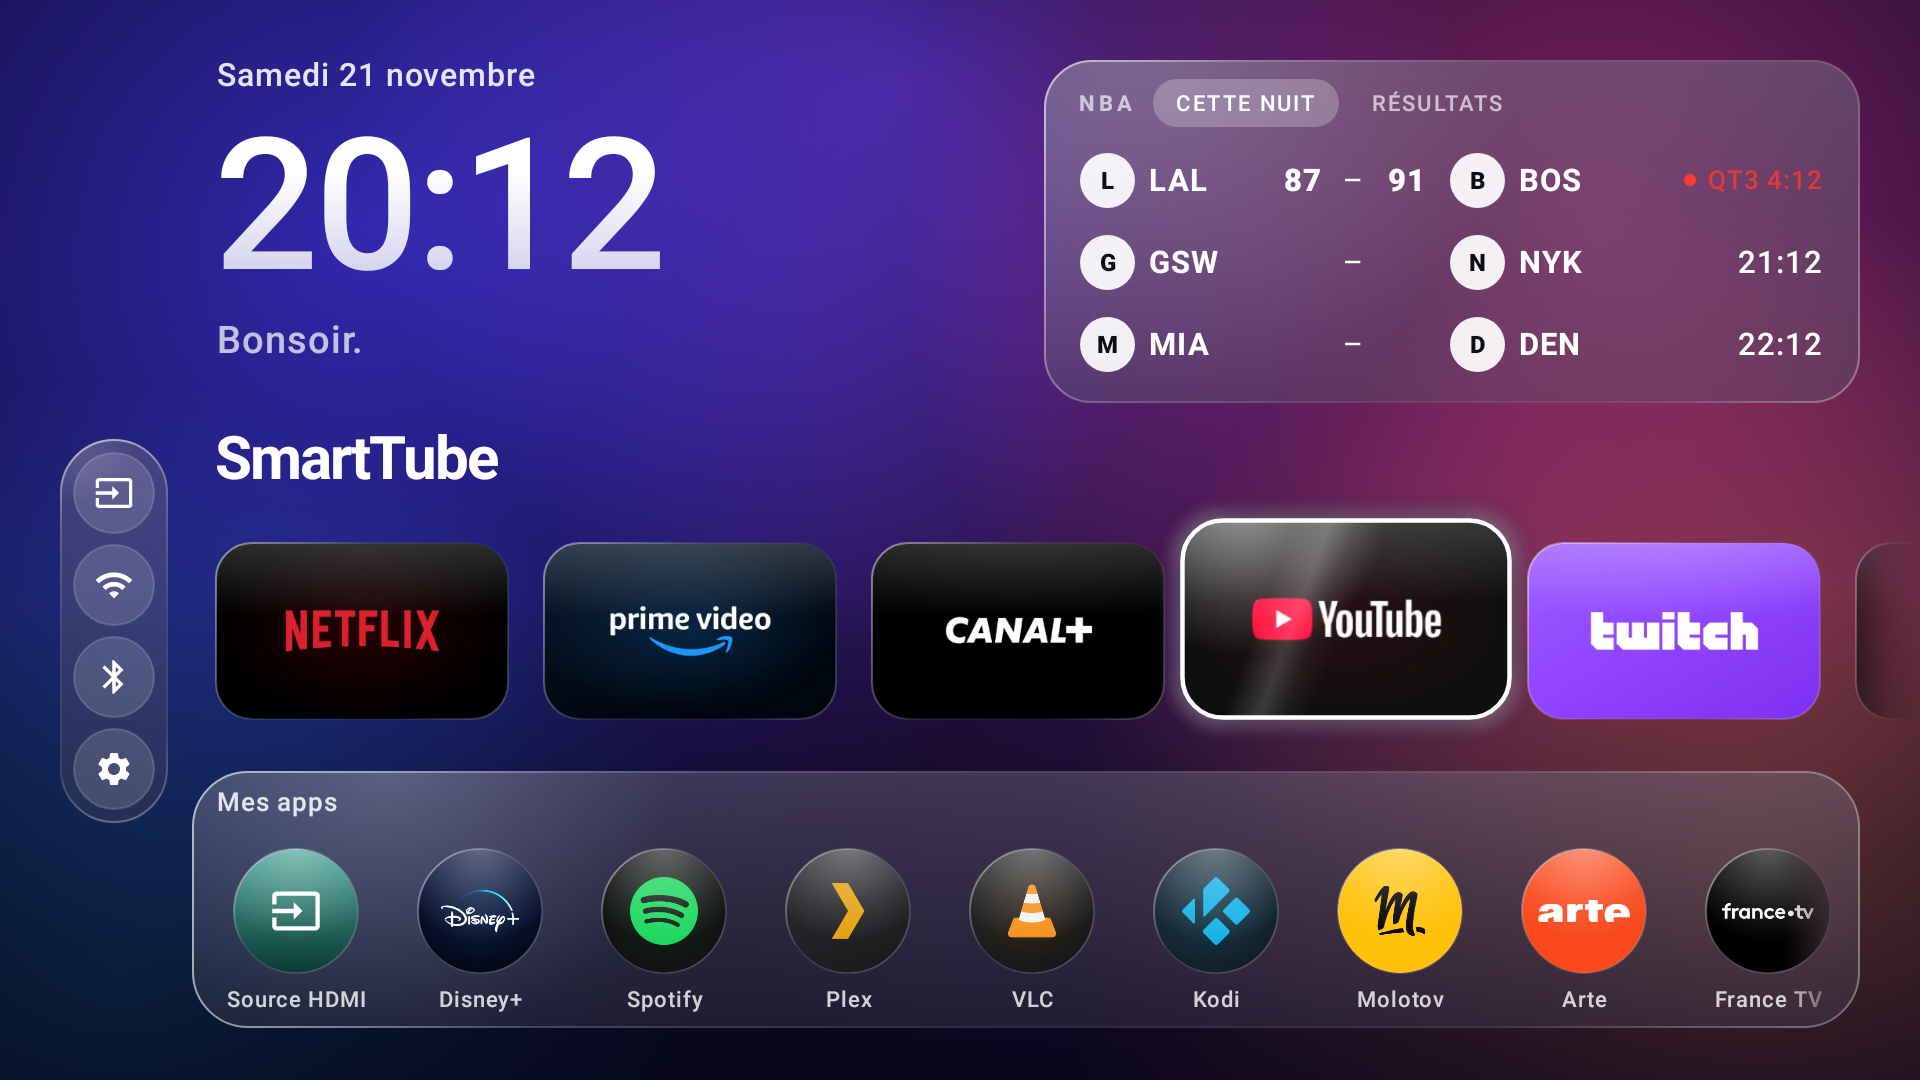 Samedi 21 novembre
20:12
Bonsoir.
NBA CETTE NUIT RÉSULTATS
L LAL 87 – 91 B BOS • QT3 4:12
G GSW – N NYK 21:12
M MIA – D DEN 22:12
SmartTube
NETFLIX
prime video
CANAL+
YouTube
twitch
Mes apps
Disney+
M.
arte
france•tv
Source HDMI Disney+ Spotify Plex VLC Kodi Molotov Arte France TV